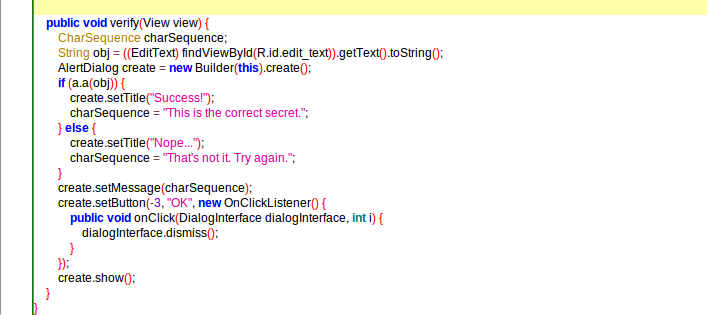 public void verify(View view) {
CharSequence charSequence;
String obj = ((EditText) findViewById(R.id.edit_text)).getText().toString();
AlertDialog create = new Builder(this).create();
if (a.a(obj)) {
create.setTitle("Success!");
charSequence = "This is the correct secret.";
} else {
create.setTitle("Nope...");
charSequence = "That's not it. Try again.";
}
create.setMessage(charSequence);
create.setButton(-3, "OK", new OnClickListener() {
public void onClick(DialogInterface dialogInterface, int i) {
dialogInterface.dismiss();
}
});
create.show();
}
}